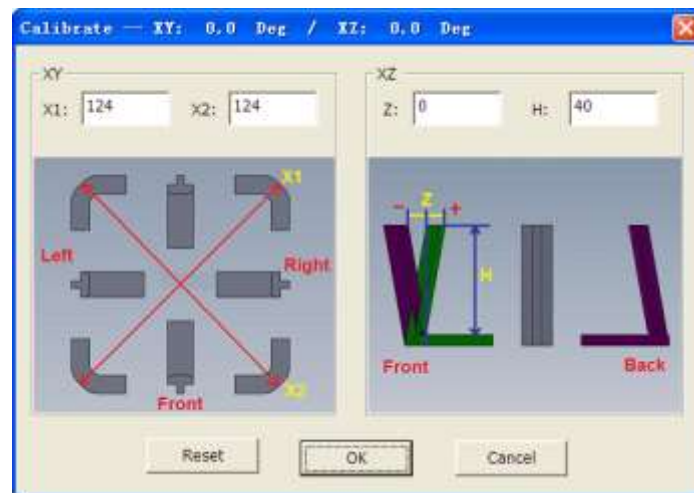 Calibrate -- XY: 0.0 Deg / XZ: 0.0 Deg
XY
X1: 124 X2: 124
X1
Left
Right
Front
X2
XZ
Z: 0 H: 40
- Z +
H
Front
Back
Reset OK Cancel